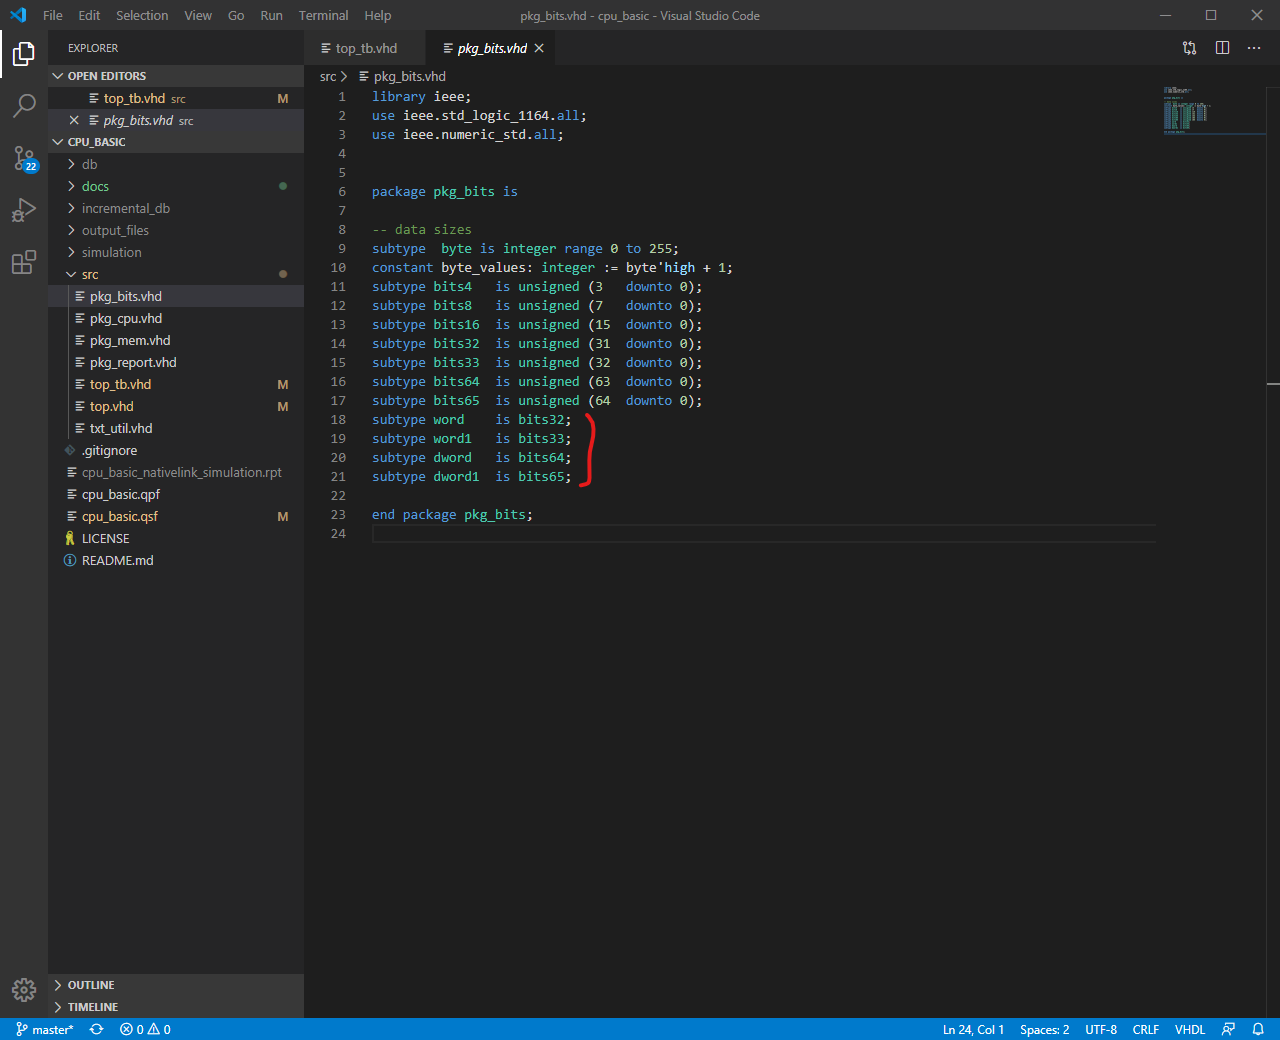 File Edit Selection View Go Run Terminal Help pkg_bits.vhd - cpu_basic - Visual Studio Code
EXPLORER
OPEN EDITORS
top_tb.vhd src M
pkg_bits.vhd src
CPU_BASIC
db
docs
incremental_db
output_files
simulation
src
pkg_bits.vhd
pkg_cpu.vhd
pkg_mem.vhd
pkg_report.vhd
top_tb.vhd M
top.vhd M
txt_util.vhd
.gitignore
cpu_basic_nativelink_simulation.rpt
cpu_basic.qpf
cpu_basic.qsf M
LICENSE
README.md
OUTLINE
TIMELINE
22
top_tb.vhd pkg_bits.vhd
src > pkg_bits.vhd
1 library ieee;
2 use ieee.std_logic_1164.all;
3 use ieee.numeric_std.all;
4
5
6 package pkg_bits is
7
8 -- data sizes
9 subtype  byte is integer range 0 to 255;
10 constant byte_values: integer := byte'high + 1;
11 subtype bits4   is unsigned (3   downto 0);
12 subtype bits8   is unsigned (7   downto 0);
13 subtype bits16  is unsigned (15  downto 0);
14 subtype bits32  is unsigned (31  downto 0);
15 subtype bits33  is unsigned (32  downto 0);
16 subtype bits64  is unsigned (63  downto 0);
17 subtype bits65  is unsigned (64  downto 0);
18 subtype word    is bits32;
19 subtype word1   is bits33;
20 subtype dword   is bits64;
21 subtype dword1  is bits65;
22
23 end package pkg_bits;
24
master* 0 0 Ln 24, Col 1 Spaces: 2 UTF-8 CRLF VHDL